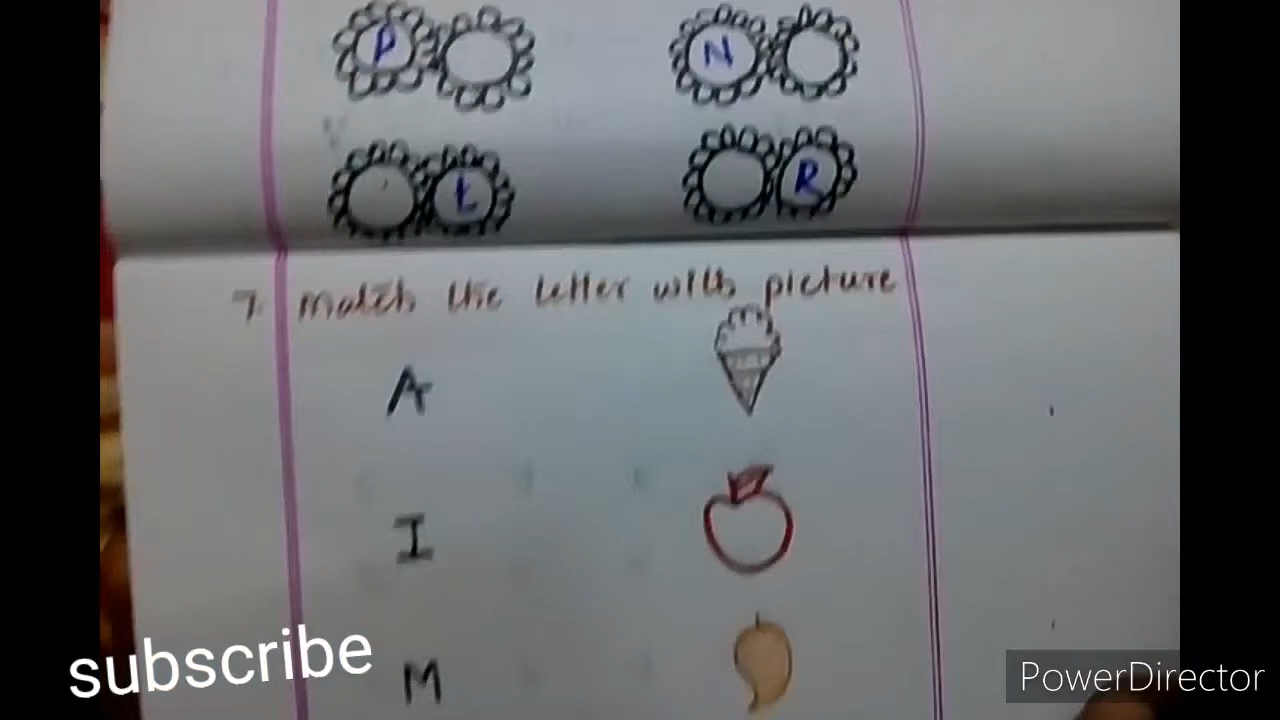 P N
L R
7. Match the letter with picture
A
I
M
subscribe
PowerDirector